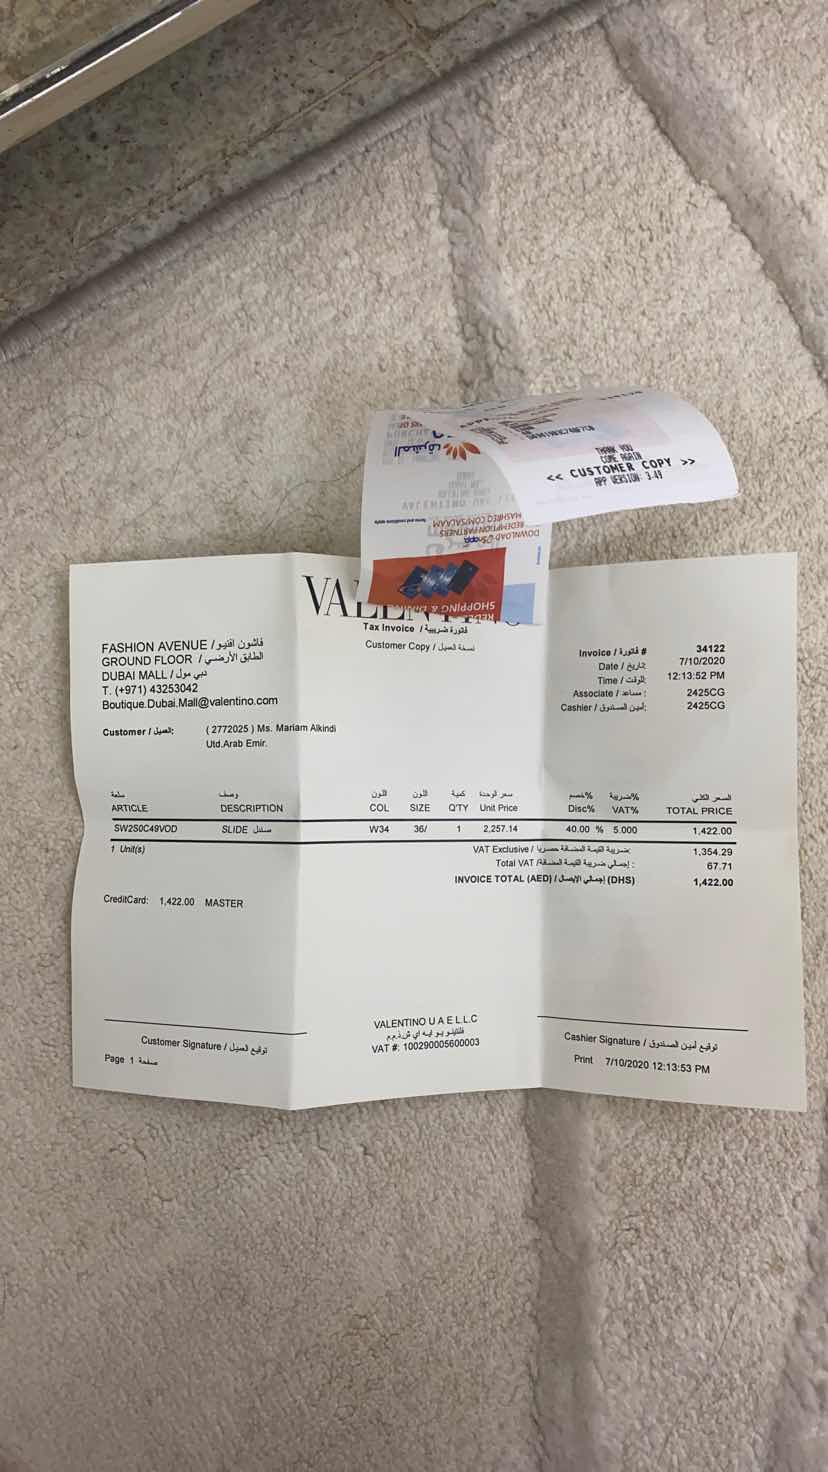 THANK YOU
COME AGAIN
<< CUSTOMER COPY >>
APP VERSION: 3.49
المشرق
VALENTINO
DOWNLOAD
REDEMPTION PARTNERS
MASHREQ.COM/SALAAM
SHOPPING &
VALENTINO
Tax Invoice / فاتورة ضريبية
Customer Copy / نسخة العميل
FASHION AVENUE / فاشون افنيو
GROUND FLOOR / الطابق الأرضي
DUBAI MALL / دبي مول
T. (+971) 43253042
Boutique.Dubai.Mall@valentino.com
Invoice / فاتورة # 34122
Date / تاريخ: 7/10/2020
Time / الوقت: 12:13:52 PM
Associate / مساعد : 2425CG
Cashier / أمين الصندوق: 2425CG
Customer / العميل: ( 2772025 ) Ms. Mariam Alkindi
Utd.Arab Emir.
سلعة وصف اللون اللون كمية سعر الوحدة خصم% ضريبة% السعر الكلي
ARTICLE DESCRIPTION COL SIZE Q'TY Unit Price Disc% VAT% TOTAL PRICE
SW2S0C49VOD SLIDE صندل W34 36/ 1 2,257.14 40.00 % 5.000 1,422.00
1 Unit(s) VAT Exclusive / ضريبة القيمة المضافة حصريا: 1,354.29
Total VAT / إجمالي ضريبة القيمة المضافة : 67.71
INVOICE TOTAL (AED) / إجمالي الإيصال (DHS) 1,422.00
CreditCard: 1,422.00 MASTER
Customer Signature / توقيع العميل
Page 1 صفحة
VALENTINO U A E L.L.C
فلنتينو يو ايه اي ش.ذ.م.م
VAT #: 100290005600003
Cashier Signature / توقيع أمين الصندوق
Print 7/10/2020 12:13:53 PM